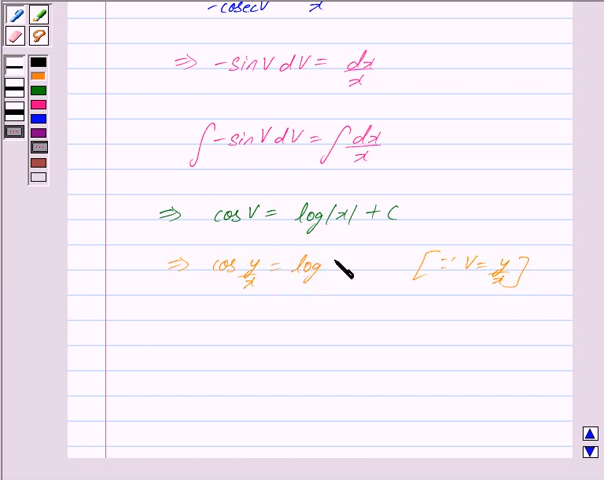 -cosecV x
⇒ -sinV dV = dx/x
∫-sinV dV = ∫dx/x
⇒ cosV = log|x| + C
⇒ cos y/x = log [∵ V = y/x]